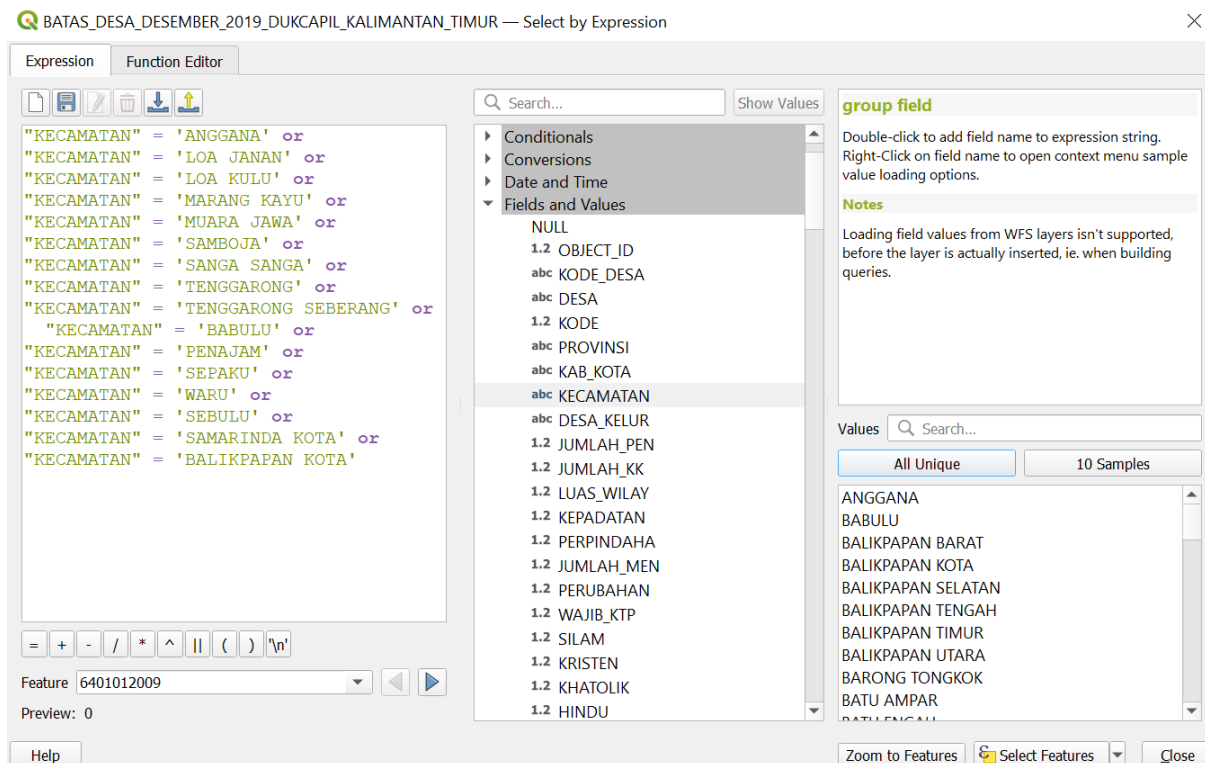 BATAS_DESA_DESEMBER_2019_DUKCAPIL_KALIMANTAN_TIMUR — Select by Expression
Expression
Function Editor
"KECAMATAN" = 'ANGGANA' or
"KECAMATAN" = 'LOA JANAN' or
"KECAMATAN" = 'LOA KULU' or
"KECAMATAN" = 'MARANG KAYU' or
"KECAMATAN" = 'MUARA JAWA' or
"KECAMATAN" = 'SAMBOJA' or
"KECAMATAN" = 'SANGA SANGA' or
"KECAMATAN" = 'TENGGARONG' or
"KECAMATAN" = 'TENGGARONG SEBERANG' or
"KECAMATAN" = 'BABULU' or
"KECAMATAN" = 'PENAJAM' or
"KECAMATAN" = 'SEPAKU' or
"KECAMATAN" = 'WARU' or
"KECAMATAN" = 'SEBULU' or
"KECAMATAN" = 'SAMARINDA KOTA' or
"KECAMATAN" = 'BALIKPAPAN KOTA'
= + - / * ^ || ( ) '\n'
Feature 6401012009
Preview: 0
Help
Search...
Show Values
Conditionals
Conversions
Date and Time
Fields and Values
NULL
1.2 OBJECT_ID
abc KODE_DESA
abc DESA
1.2 KODE
abc PROVINSI
abc KAB_KOTA
abc KECAMATAN
abc DESA_KELUR
1.2 JUMLAH_PEN
1.2 JUMLAH_KK
1.2 LUAS_WILAY
1.2 KEPADATAN
1.2 PERPINDAHA
1.2 JUMLAH_MEN
1.2 PERUBAHAN
1.2 WAJIB_KTP
1.2 SILAM
1.2 KRISTEN
1.2 KHATOLIK
1.2 HINDU
group field
Double-click to add field name to expression string.
Right-Click on field name to open context menu sample
value loading options.
Notes
Loading field values from WFS layers isn't supported,
before the layer is actually inserted, ie. when building
queries.
Values Search...
All Unique
10 Samples
ANGGANA
BABULU
BALIKPAPAN BARAT
BALIKPAPAN KOTA
BALIKPAPAN SELATAN
BALIKPAPAN TENGAH
BALIKPAPAN TIMUR
BALIKPAPAN UTARA
BARONG TONGKOK
BATU AMPAR
Zoom to Features
Select Features
Close